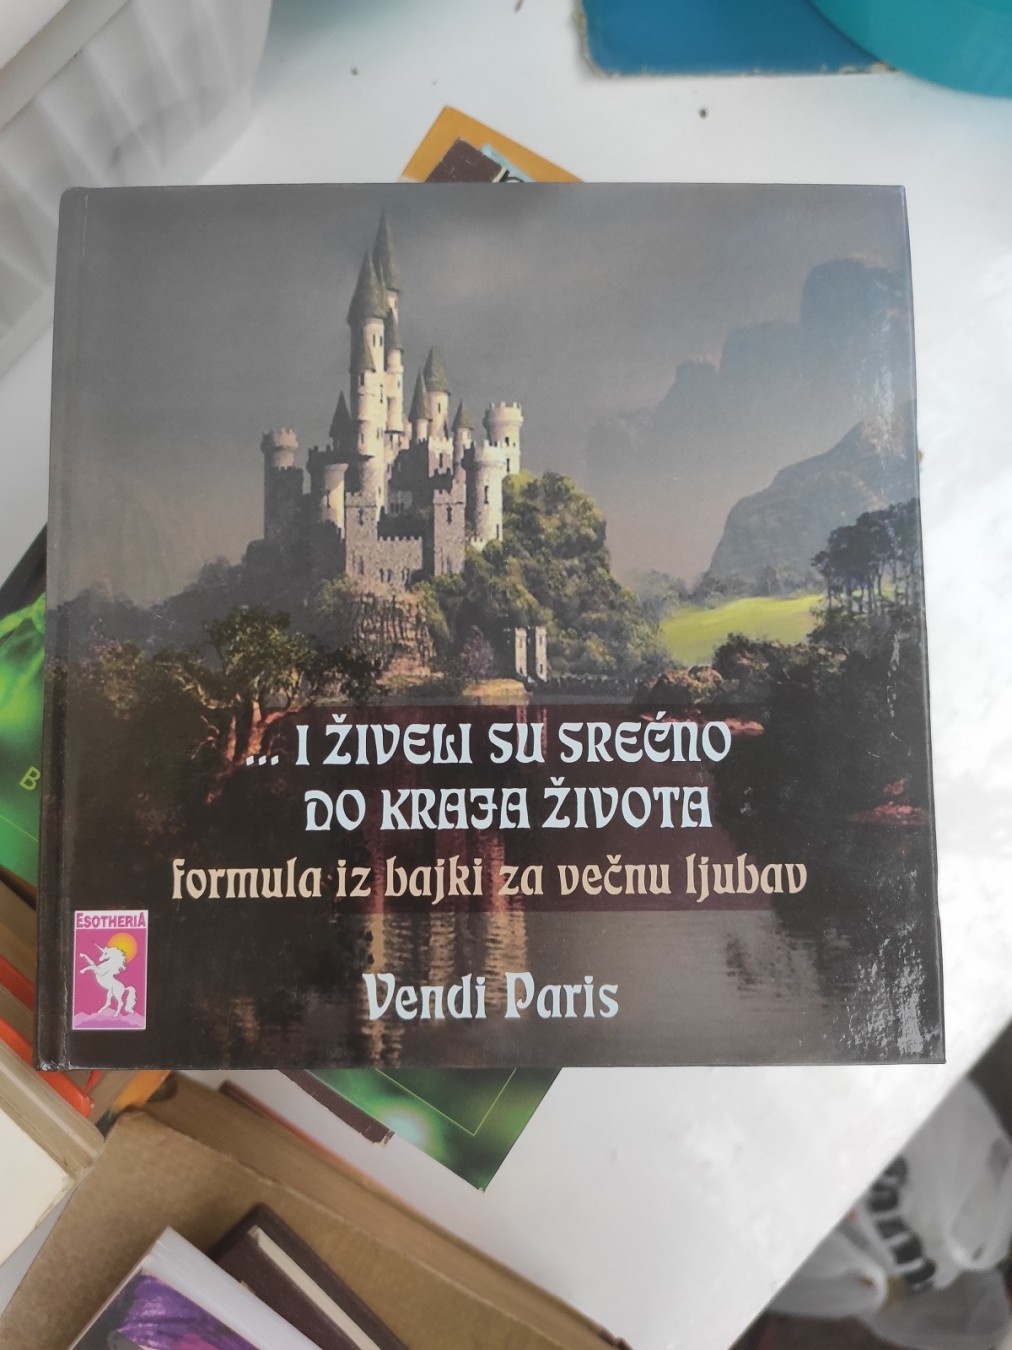 ... I ŽIVELI SU SREĆNO
DO KRAJA ŽIVOTA
formula iz bajki za večnu ljubav
ESOTHERIA
Vendi Paris
B